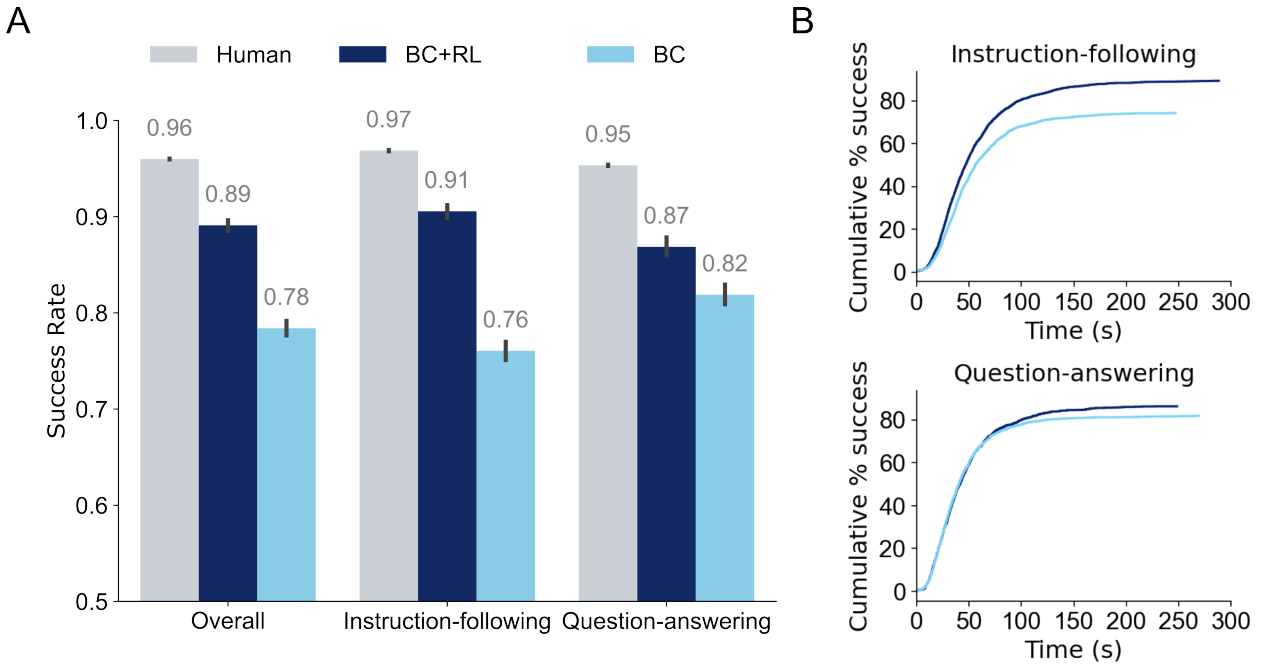 A
Human BC+RL BC
Success Rate
1.0
0.9
0.8
0.7
0.6
0.5
0.96
0.89
0.78
0.97
0.91
0.76
0.95
0.87
0.82
Overall Instruction-following Question-answering
B
Instruction-following
Cumulative % success
80
60
40
20
0
0 50 100 150 200 250 300
Time (s)
Question-answering
Cumulative % success
80
60
40
20
0
0 50 100 150 200 250 300
Time (s)